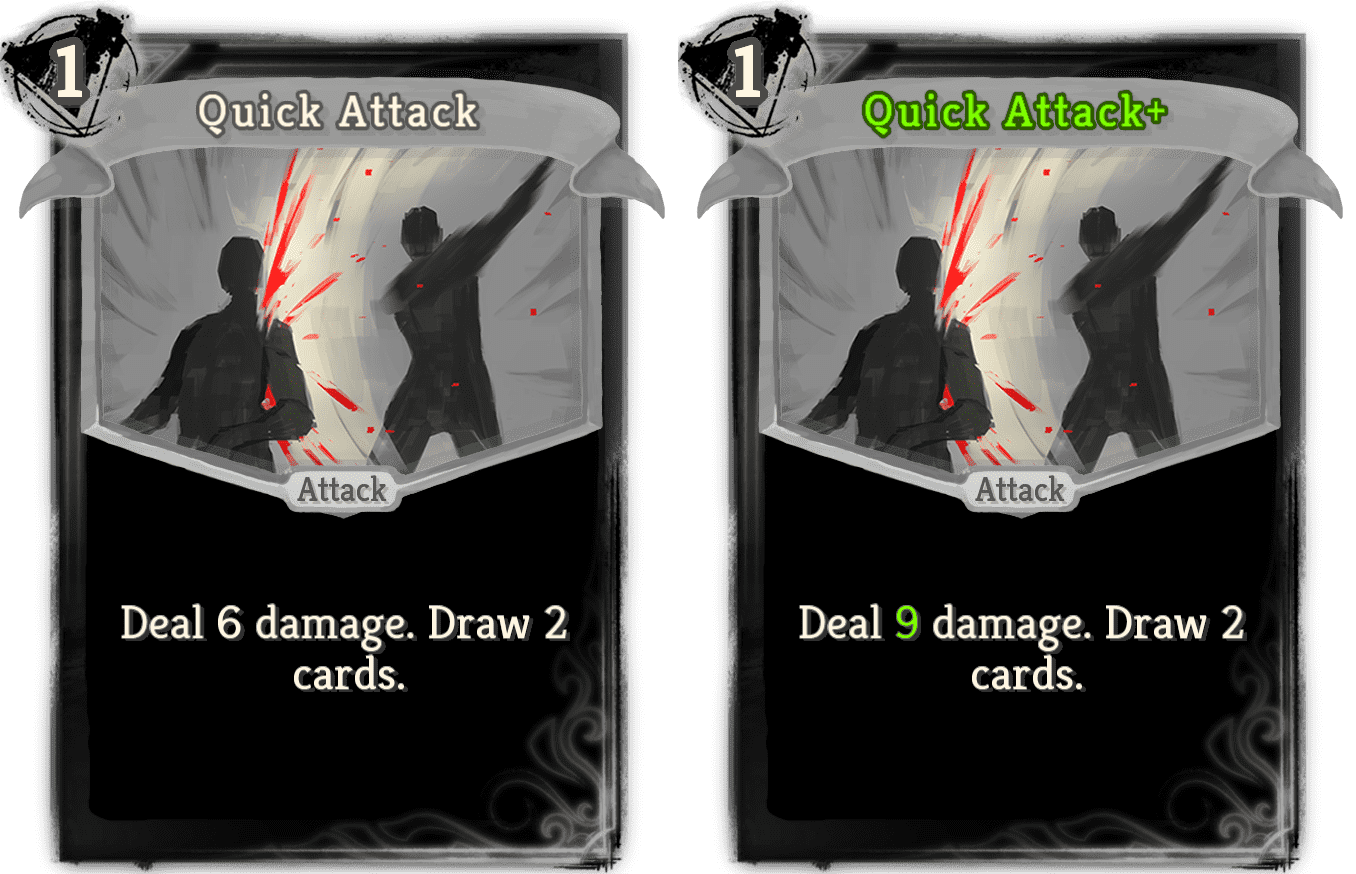 1
Quick Attack
Attack
Deal 6 damage. Draw 2
cards.
1
Quick Attack+
Attack
Deal 9 damage. Draw 2
cards.